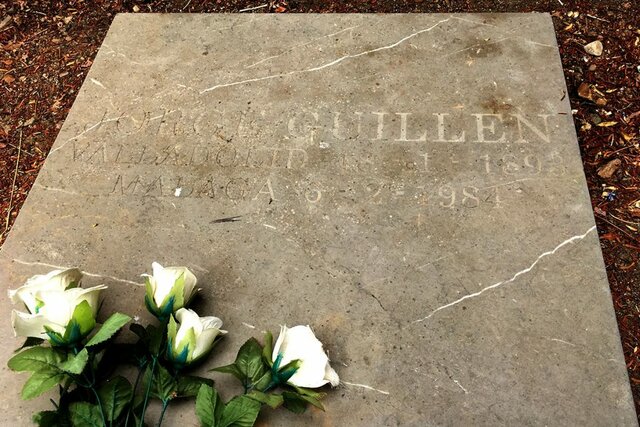 JORGE GUILLEN
VALLADOLID 18 - 1 - 1893
MALAGA 6 - 2 - 1984